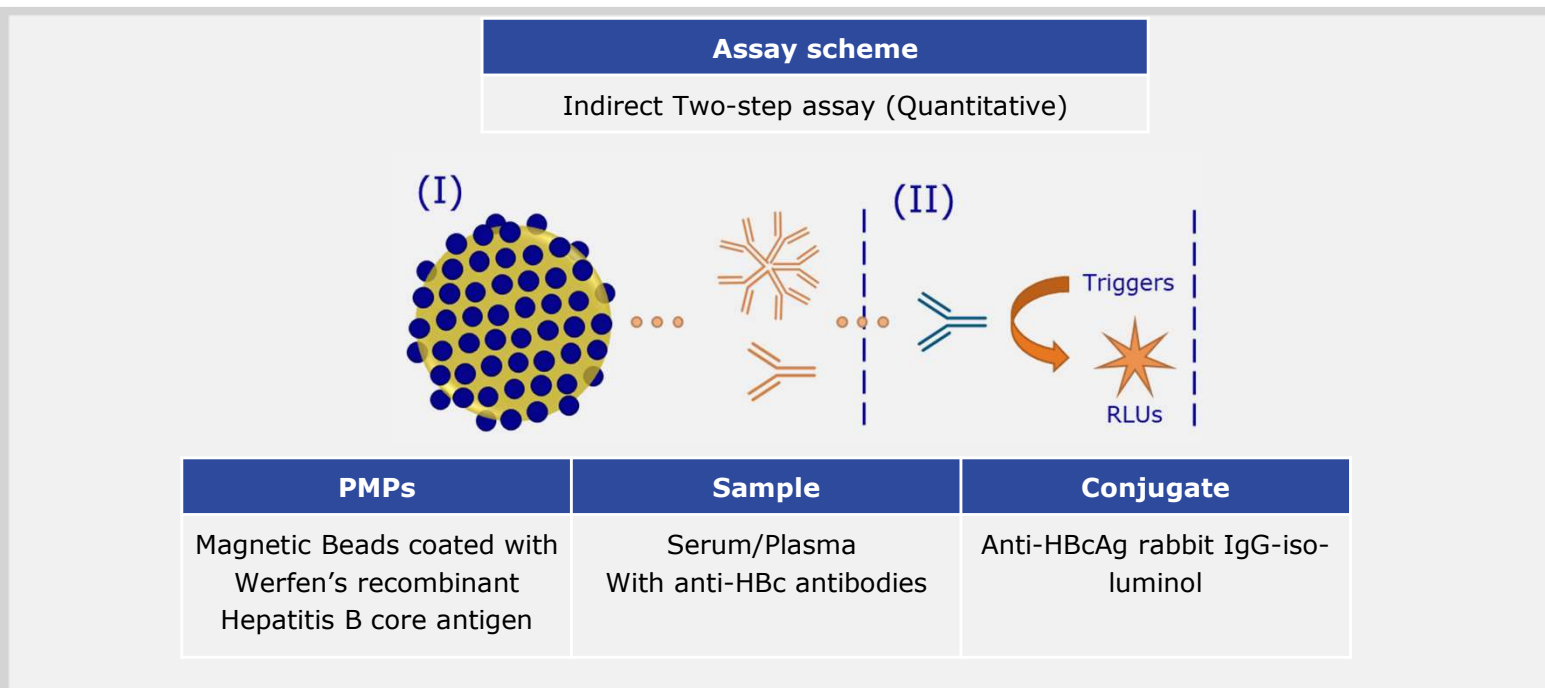 Assay scheme
Indirect Two-step assay (Quantitative)
(I)
(II)
Triggers
RLUs
PMPs
Magnetic Beads coated with
Werfen’s recombinant
Hepatitis B core antigen
Sample
Serum/Plasma
With anti-HBc antibodies
Conjugate
Anti-HBcAg rabbit IgG-iso-
luminol